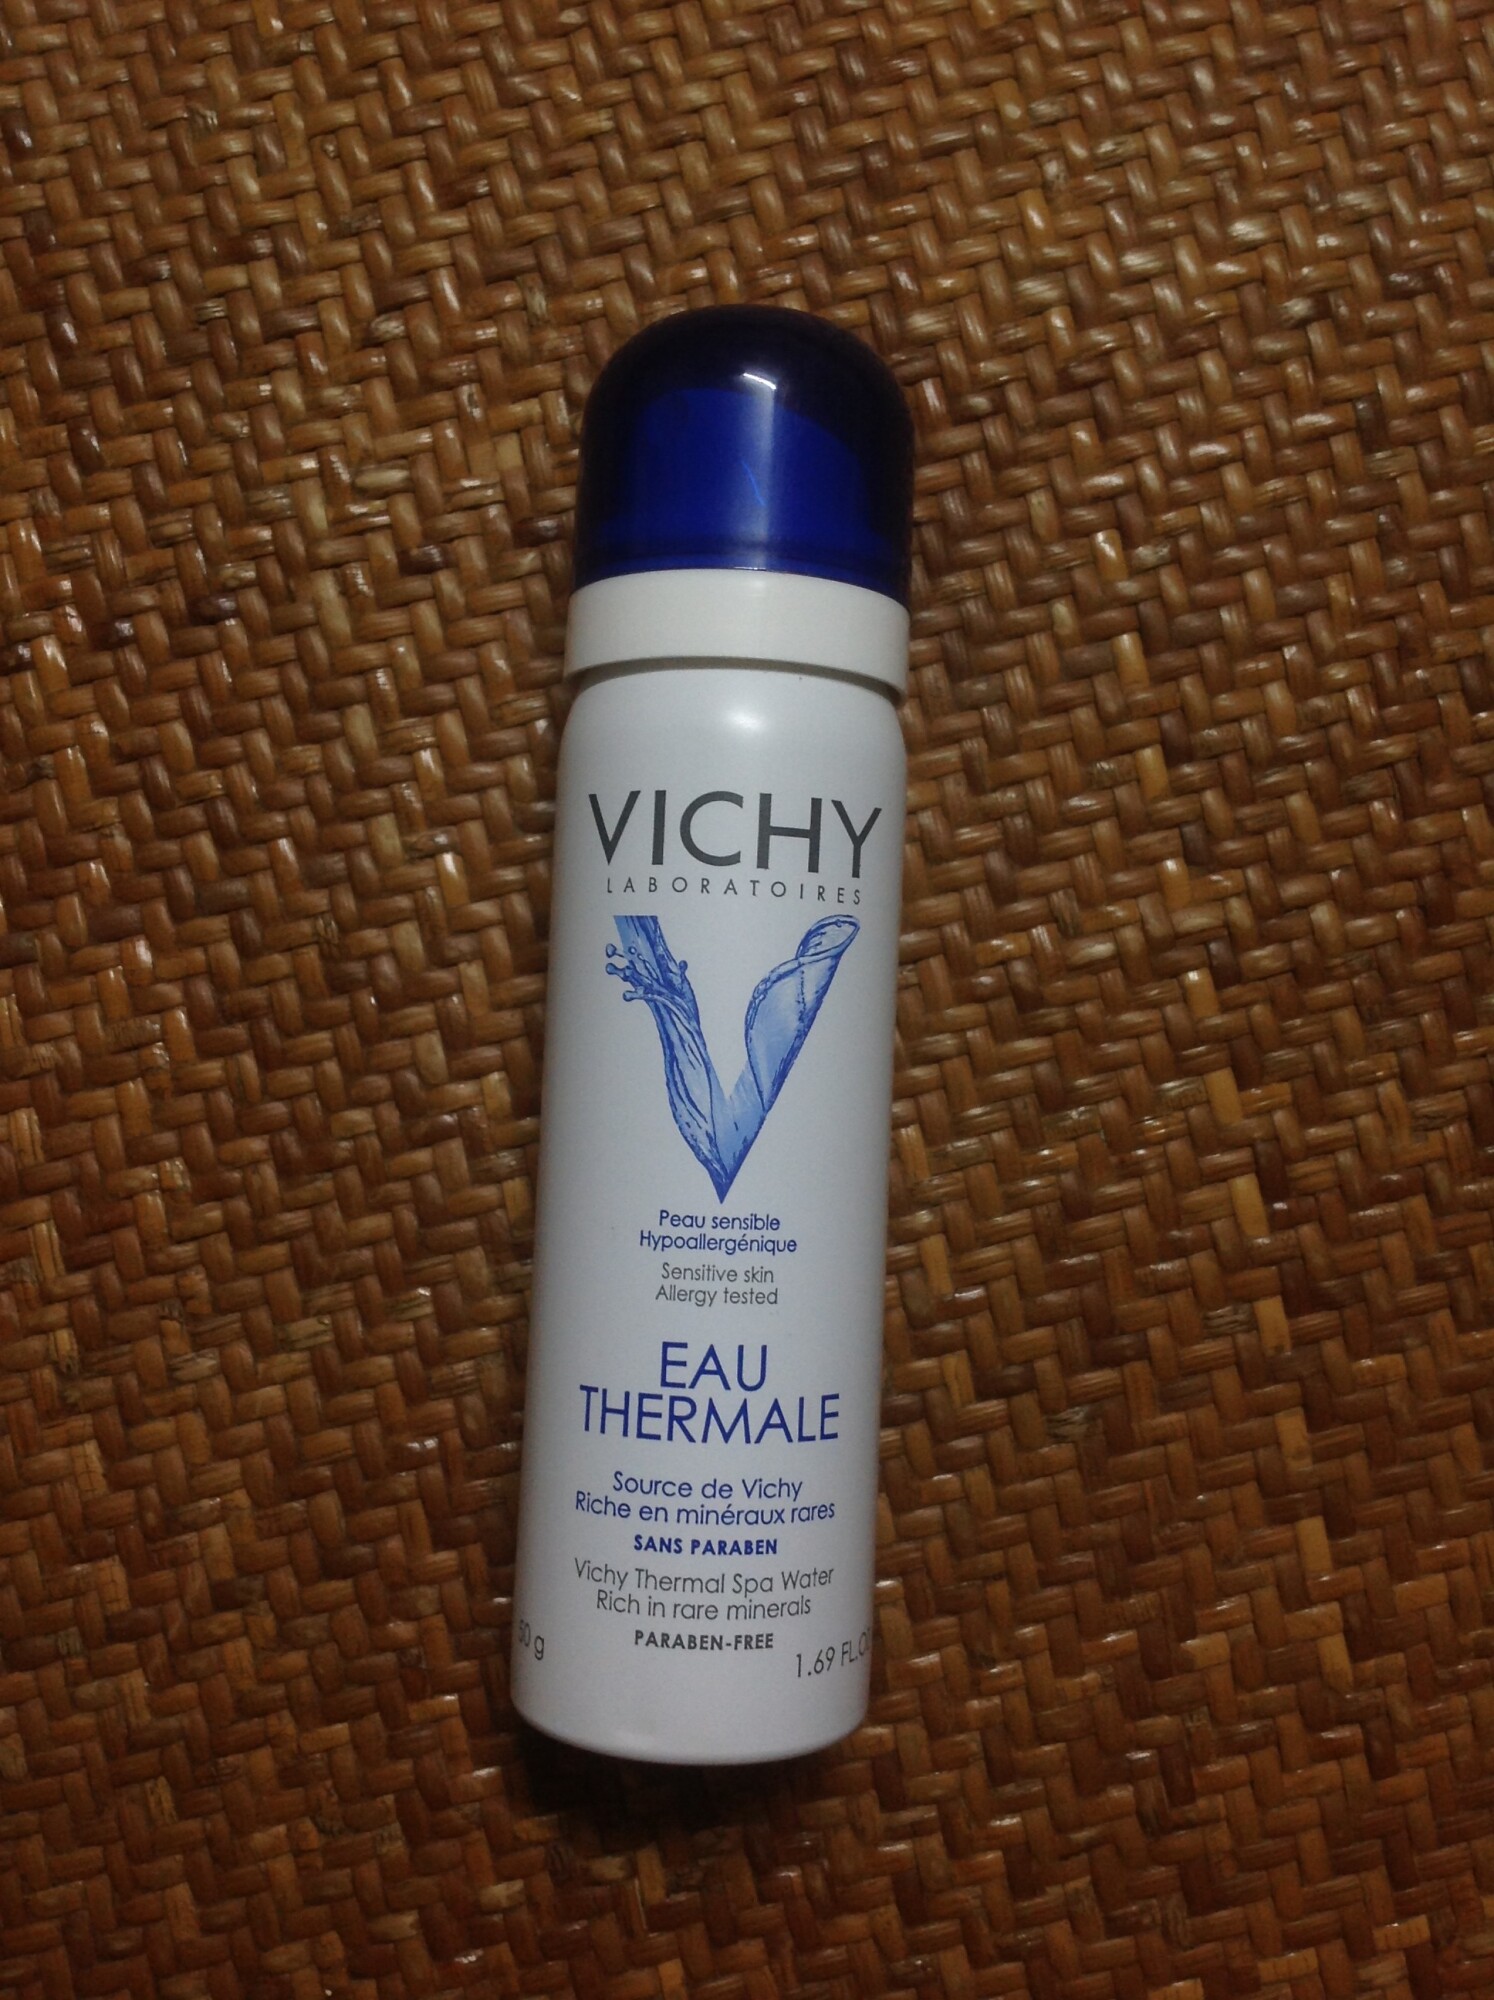 VICHY
LABORATOIRES
Peau sensible
Hypoallergénique
Sensitive skin
Allergy tested
EAU
THERMALE
Source de Vichy
Riche en minéraux rares
SANS PARABEN
Vichy Thermal Spa Water
Rich in rare minerals
PARABEN-FREE
50 g
1.69 FL.O